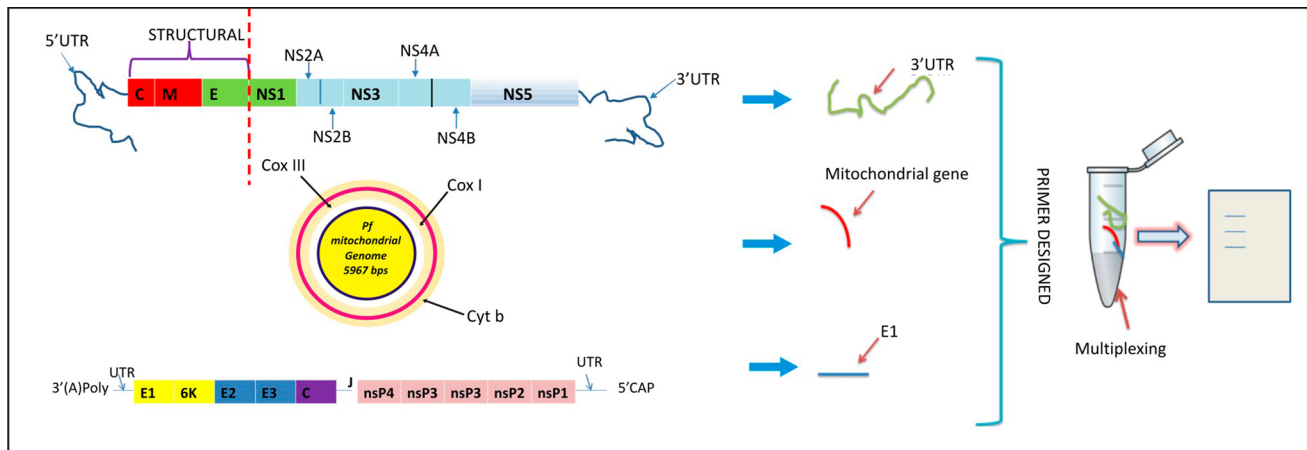 STRUCTURAL
5'UTR
NS2A
NS4A
3'UTR
C M E NS1 NS3 NS5
NS2B
NS4B
3'UTR
Cox III
Cox I
Pf
mitochondrial
Genome
5967 bps
Cyt b
Mitochondrial gene
UTR
3'(A)Poly
E1 6K E2 E3 C
J
nsP4 nsP3 nsP3 nsP2 nsP1
UTR
5'CAP
E1
PRIMER DESIGNED
Multiplexing